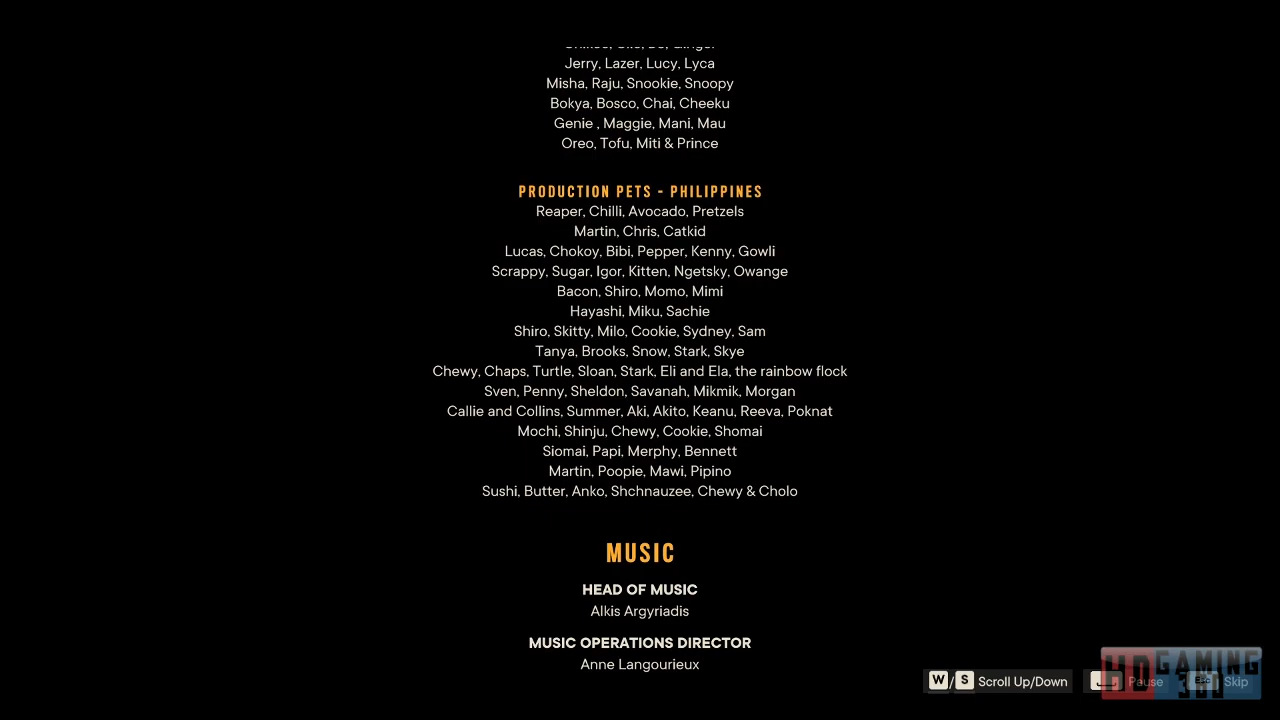 Jerry, Lazer, Lucy, Lyca
Misha, Raju, Snookie, Snoopy
Bokya, Bosco, Chai, Cheeku
Genie , Maggie, Mani, Mau
Oreo, Tofu, Miti & Prince
PRODUCTION PETS - PHILIPPINES
Reaper, Chilli, Avocado, Pretzels
Martin, Chris, Catkid
Lucas, Chokoy, Bibi, Pepper, Kenny, Gowli
Scrappy, Sugar, Igor, Kitten, Ngetsky, Owange
Bacon, Shiro, Momo, Mimi
Hayashi, Miku, Sachie
Shiro, Skitty, Milo, Cookie, Sydney, Sam
Tanya, Brooks, Snow, Stark, Skye
Chewy, Chaps, Turtle, Sloan, Stark, Eli and Ela, the rainbow flock
Sven, Penny, Sheldon, Savanah, Mikmik, Morgan
Callie and Collins, Summer, Aki, Akito, Keanu, Reeva, Poknat
Mochi, Shinju, Chewy, Cookie, Shomai
Siomai, Papi, Merphy, Bennett
Martin, Poopie, Mawi, Pipino
Sushi, Butter, Anko, Shchnauzee, Chewy & Cholo
MUSIC
HEAD OF MUSIC
Alkis Argyriadis
MUSIC OPERATIONS DIRECTOR
Anne Langourieux
W/S Scroll Up/Down
Pause
Esc Skip
HD GAMING